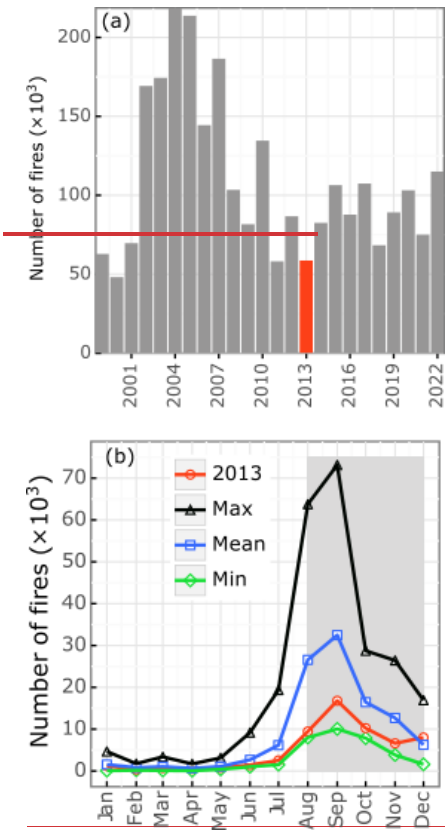 (a)
Number of fires (×10³)
200
150
100
50
0
2001 2004 2007 2010 2013 2016 2019 2022
(b)
Number of fires (×10³)
70
60
50
40
30
20
10
0
2013
Max
Mean
Min
Jan Feb Mar Apr May Jun Jul Aug Sep Oct Nov Dec